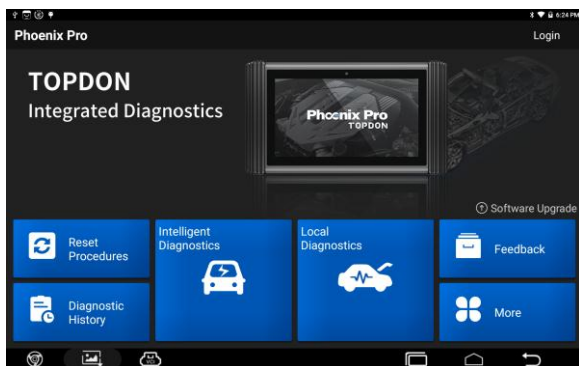 6:24 PM
Phoenix Pro
Login
TOPDON
Integrated Diagnostics
Phoenix Pro
TOPDON
Software Upgrade
Reset
Procedures
Intelligent
Diagnostics
Local
Diagnostics
Feedback
Diagnostic
History
More
VCI